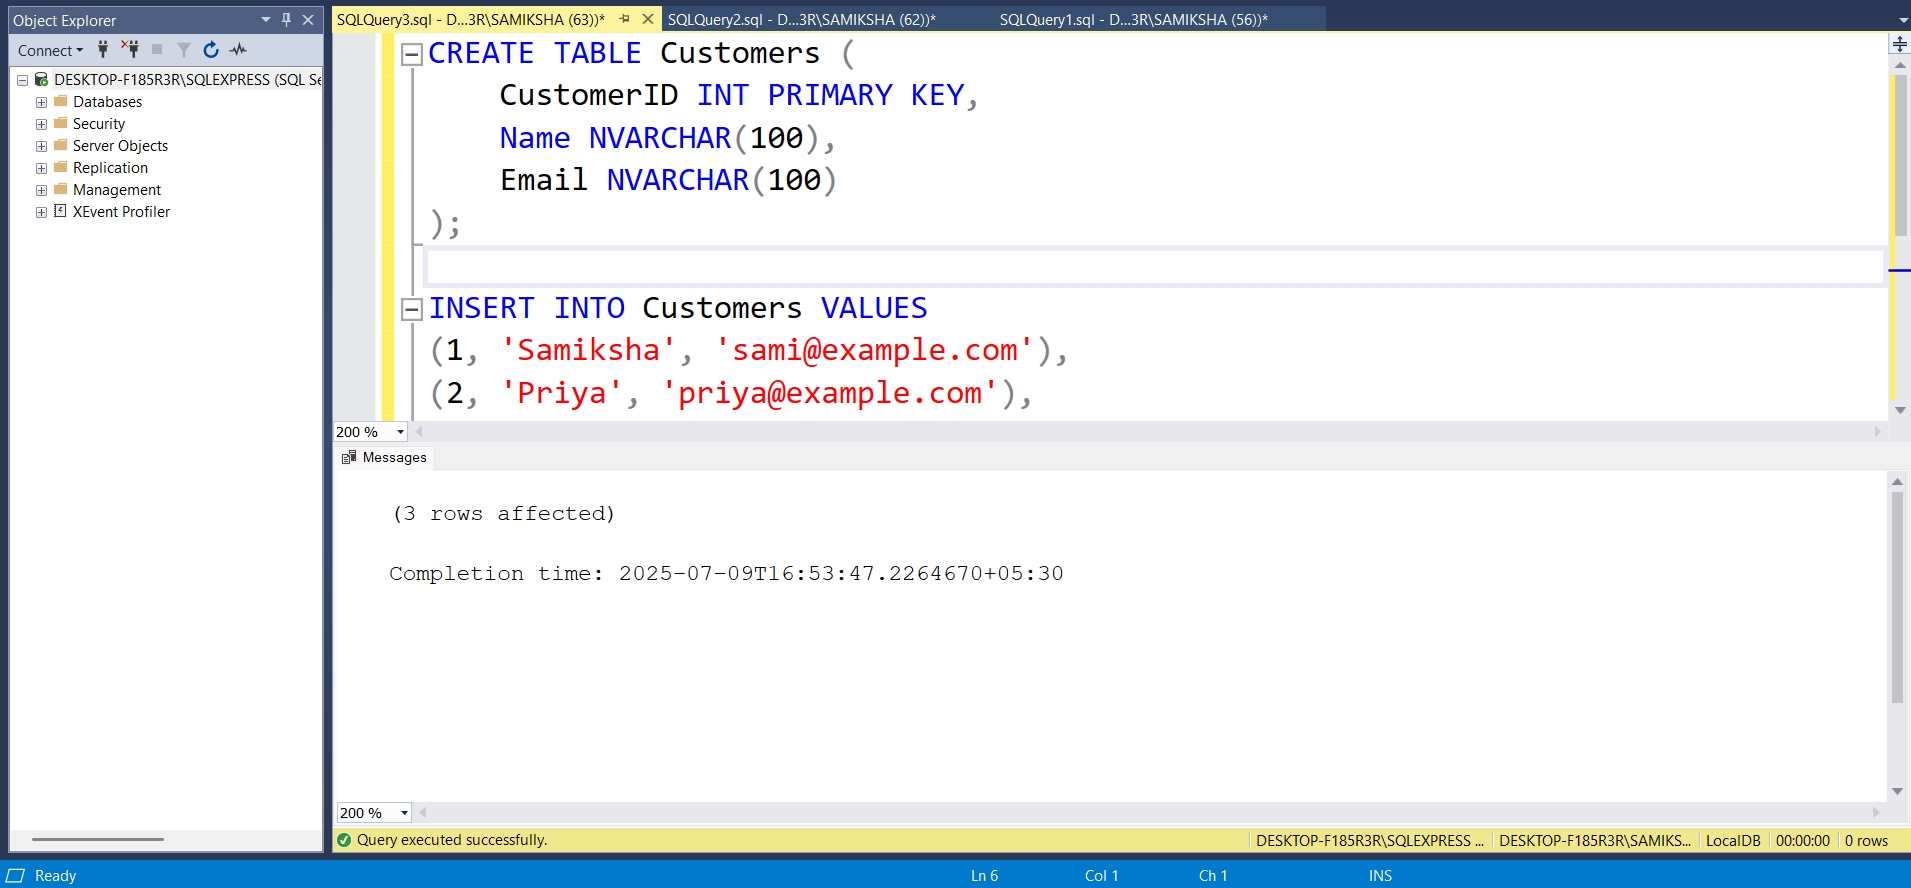 Object Explorer
Connect
DESKTOP-F185R3R\SQLEXPRESS (SQL Se
Databases
Security
Server Objects
Replication
Management
XEvent Profiler
SQLQuery3.sql - D...3R\SAMIKSHA (63))* SQLQuery2.sql - D...3R\SAMIKSHA (62))* SQLQuery1.sql - D...3R\SAMIKSHA (56))*
CREATE TABLE Customers (
    CustomerID INT PRIMARY KEY,
    Name NVARCHAR(100),
    Email NVARCHAR(100)
);
INSERT INTO Customers VALUES
(1, 'Samiksha', 'sami@example.com'),
(2, 'Priya', 'priya@example.com'),
200 %
Messages
(3 rows affected)
Completion time: 2025-07-09T16:53:47.2264670+05:30
200 %
Query executed successfully. DESKTOP-F185R3R\SQLEXPRESS ... DESKTOP-F185R3R\SAMIKS... LocalDB 00:00:00 0 rows
Ready Ln 6 Col 1 Ch 1 INS